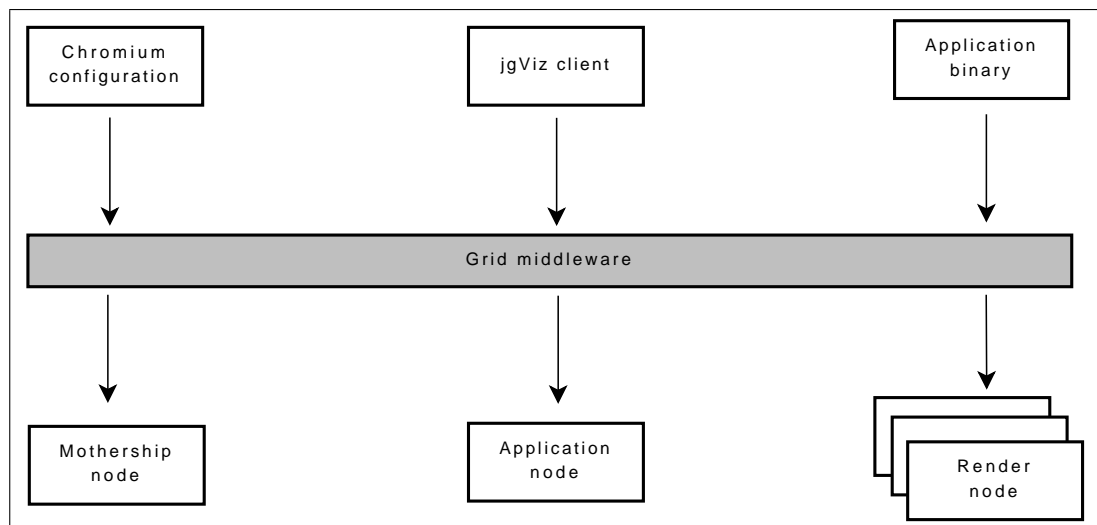 Chromium
configuration
jgViz client
Application
binary
Grid middleware
Mothership
node
Application
node
Render
node